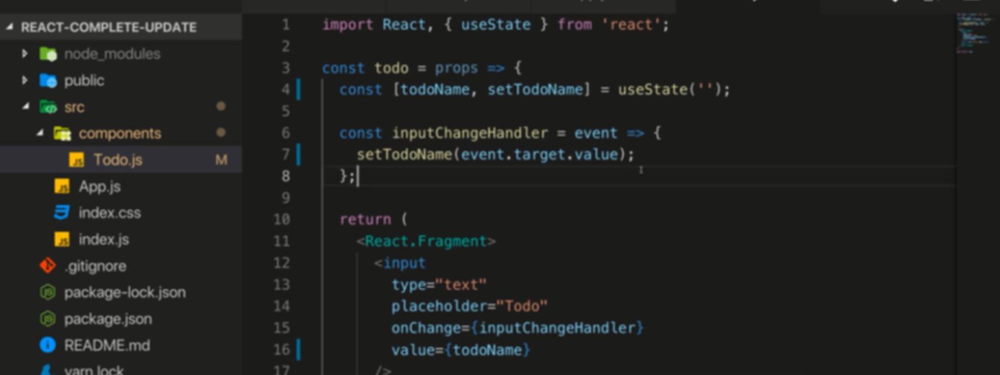 REACT-COMPLETE-UPDATE
node_modules
public
src
components
Todo.js M
App.js
index.css
index.js
.gitignore
package-lock.json
package.json
README.md
yarn.lock
1 import React, { useState } from 'react';
2
3 const todo = props => {
4 const [todoName, setTodoName] = useState('');
5
6 const inputChangeHandler = event => {
7 setTodoName(event.target.value);
8 };
9
10 return (
11 <React.Fragment>
12 <input
13 type="text"
14 placeholder="Todo"
15 onChange={inputChangeHandler}
16 value={todoName}
17 />